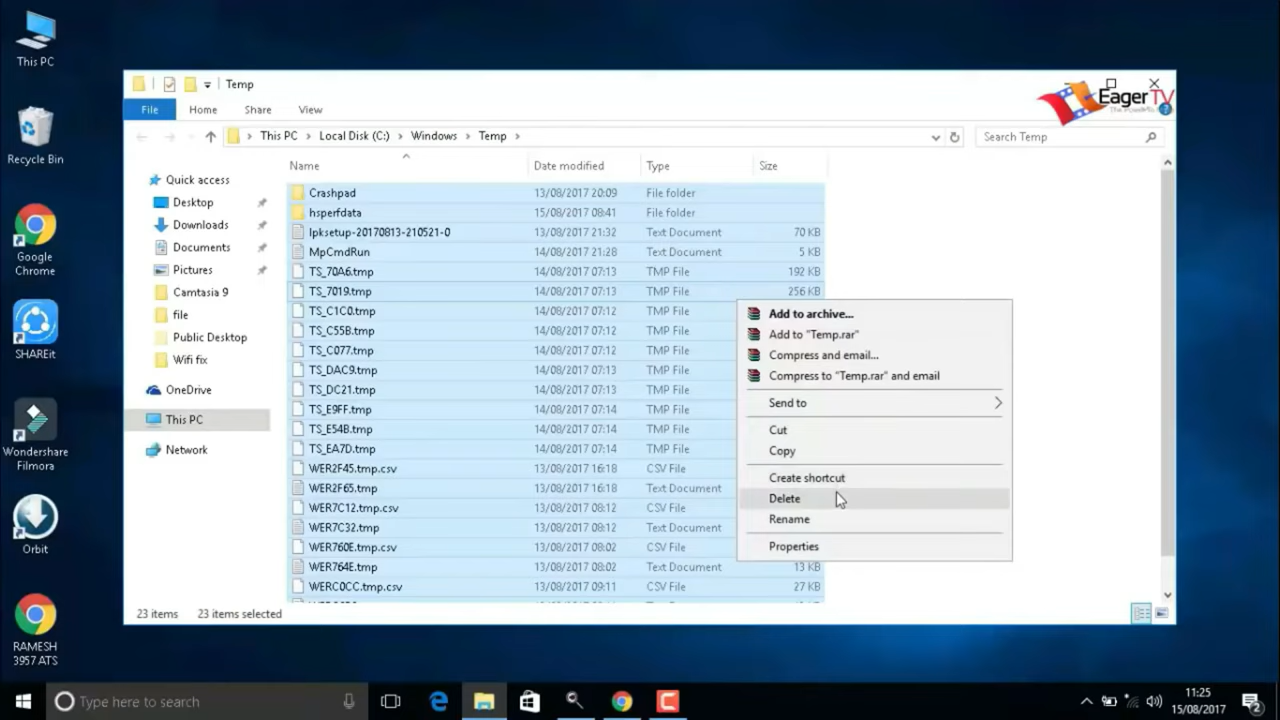 This PC
Recycle Bin
Google
Chrome
SHAREit
Wondershare
Filmora
Orbit
RAMESH
3957 ATS
Temp
EagerTV
File Home Share View
This PC > Local Disk (C:) > Windows > Temp >
Search Temp
Quick access
Desktop
Downloads
Documents
Pictures
Camtasia 9
file
Public Desktop
Wifi fix
OneDrive
This PC
Network
Name Date modified Type Size
Crashpad 13/08/2017 20:09 File folder
hsperfdata 15/08/2017 08:41 File folder
lpksetup-20170813-210521-0 13/08/2017 21:32 Text Document 70 KB
MpCmdRun 14/08/2017 21:28 Text Document 5 KB
TS_70A6.tmp 14/08/2017 07:13 TMP File 192 KB
TS_7019.tmp 14/08/2017 07:13 TMP File 256 KB
TS_C1C0.tmp 14/08/2017 07:12 TMP File
TS_C55B.tmp 14/08/2017 07:12 TMP File
TS_C077.tmp 14/08/2017 07:12 TMP File
TS_DAC9.tmp 14/08/2017 07:13 TMP File
TS_DC21.tmp 14/08/2017 07:13 TMP File
TS_E9FF.tmp 14/08/2017 07:14 TMP File
TS_E54B.tmp 14/08/2017 07:14 TMP File
TS_EA7D.tmp 14/08/2017 07:14 TMP File
WER2F45.tmp.csv 13/08/2017 16:18 CSV File
WER2F65.tmp 13/08/2017 16:18 Text Document
WER7C12.tmp.csv 14/08/2017 08:12 CSV File
WER7C32.tmp 14/08/2017 08:12 Text Document
WER760E.tmp.csv 14/08/2017 08:02 CSV File
WER764E.tmp 14/08/2017 08:02 Text Document 13 KB
WERC0CC.tmp.csv 13/08/2017 09:11 CSV File 27 KB
Add to archive...
Add to "Temp.rar"
Compress and email...
Compress to "Temp.rar" and email
Send to
Cut
Copy
Create shortcut
Delete
Rename
Properties
23 items 23 items selected
Type here to search
11:25
15/08/2017
2